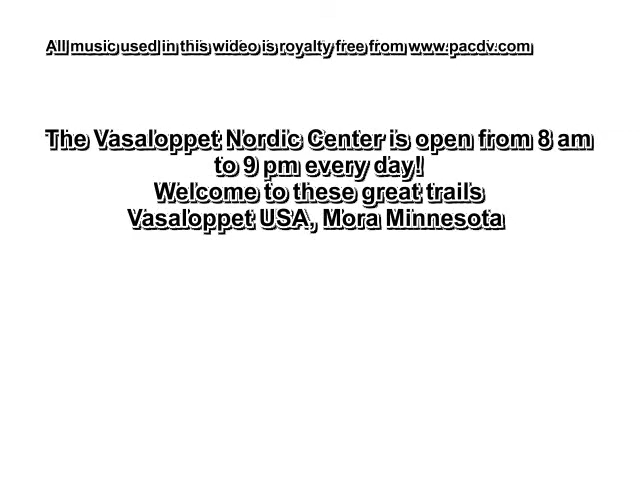 All music used in this wideo is royalty free from www.pacdv.com
The Vasaloppet Nordic Center is open from 8 am
to 9 pm every day!
Welcome to these great trails
Vasaloppet USA, Mora Minnesota